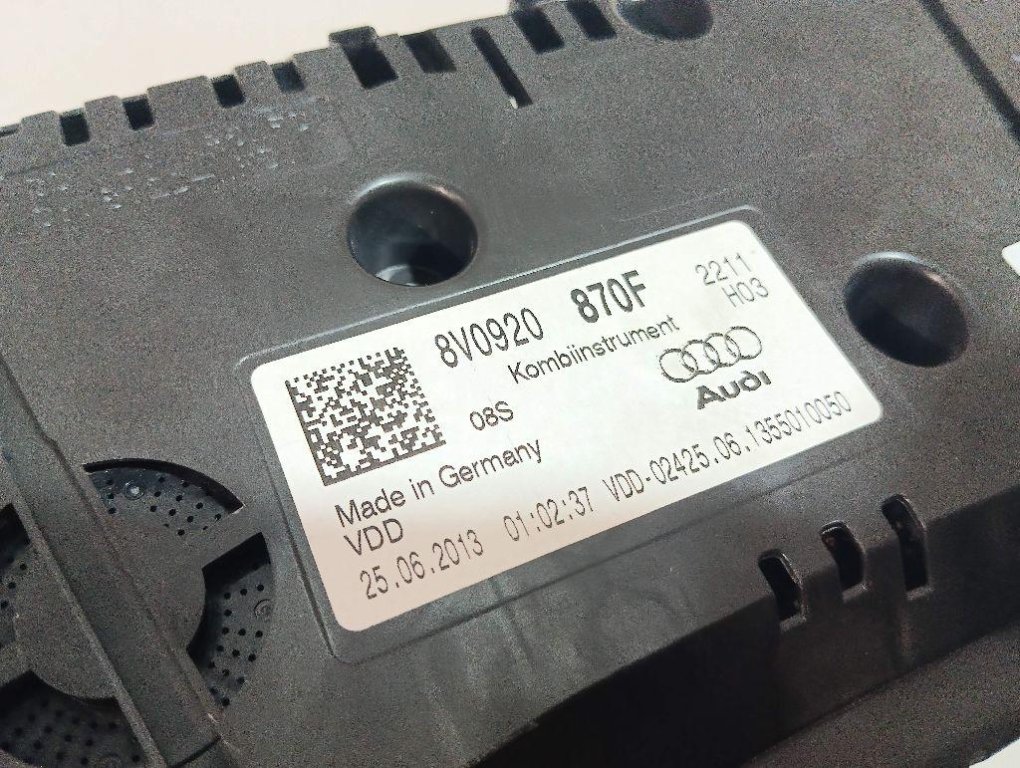 8V0920 870F 2211
H03
Kombiinstrument
08S
Audi
Made in Germany
VDD
25.06.2013 01:02:37 VDD-02425.06.1355010050